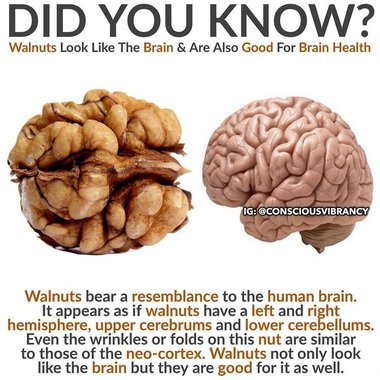 DID YOU KNOW?
Walnuts Look Like The Brain & Are Also Good For Brain Health
IG: @CONSCIOUSVIBRANCY
Walnuts bear a resemblance to the human brain.
It appears as if walnuts have a left and right
hemisphere, upper cerebrums and lower cerebellums.
Even the wrinkles or folds on this nut are similar
to those of the neo-cortex. Walnuts not only look
like the brain but they are good for it as well.